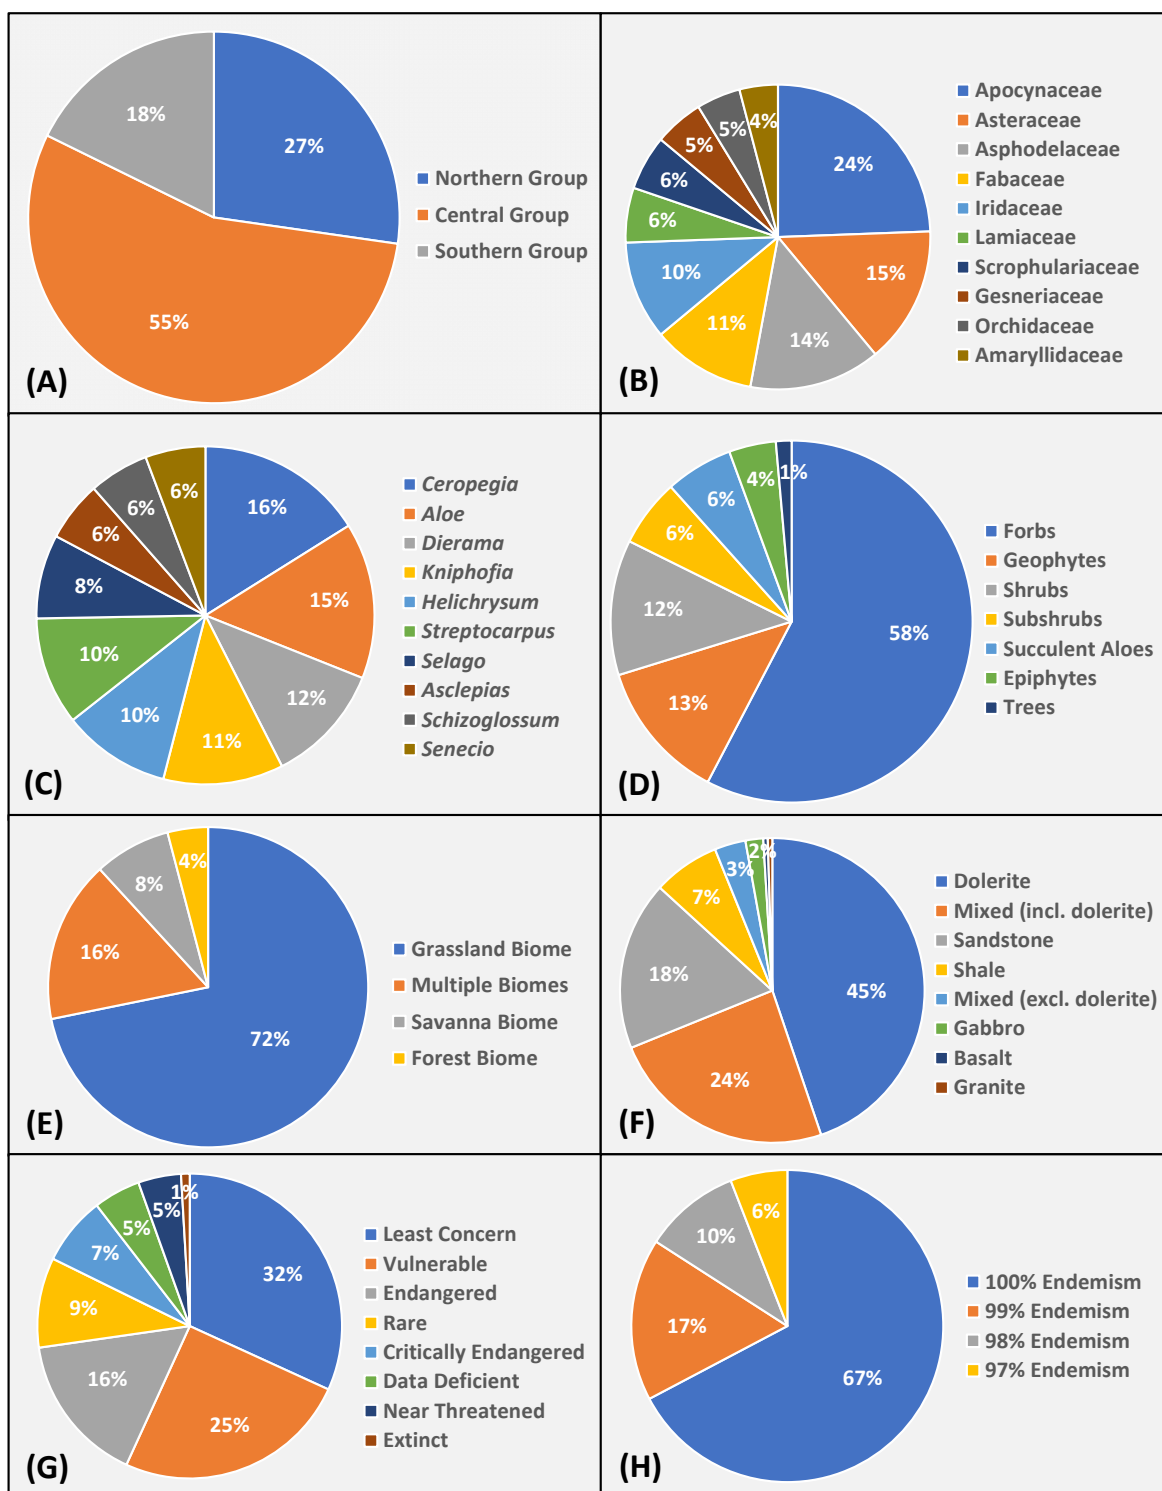 18%
27%
55%
Northern Group
Central Group
Southern Group
(A)
4%
5%
5%
6%
6%
10%
11%
14%
15%
24%
Apocynaceae
Asteraceae
Asphodelaceae
Fabaceae
Iridaceae
Lamiaceae
Scrophulariaceae
Gesneriaceae
Orchidaceae
Amaryllidaceae
(B)
6%
6%
6%
8%
10%
10%
11%
12%
15%
16%
Ceropegia
Aloe
Dierama
Kniphofia
Helichrysum
Streptocarpus
Selago
Asclepias
Schizoglossum
Senecio
(C)
1%
4%
6%
6%
12%
13%
58%
Forbs
Geophytes
Shrubs
Subshrubs
Succulent Aloes
Epiphytes
Trees
(D)
4%
8%
16%
72%
Grassland Biome
Multiple Biomes
Savanna Biome
Forest Biome
(E)
2%
3%
7%
18%
24%
45%
Dolerite
Mixed (incl. dolerite)
Sandstone
Shale
Mixed (excl. dolerite)
Gabbro
Basalt
Granite
(F)
1%
5%
5%
7%
9%
16%
25%
32%
Least Concern
Vulnerable
Endangered
Rare
Critically Endangered
Data Deficient
Near Threatened
Extinct
(G)
6%
10%
17%
67%
100% Endemism
99% Endemism
98% Endemism
97% Endemism
(H)